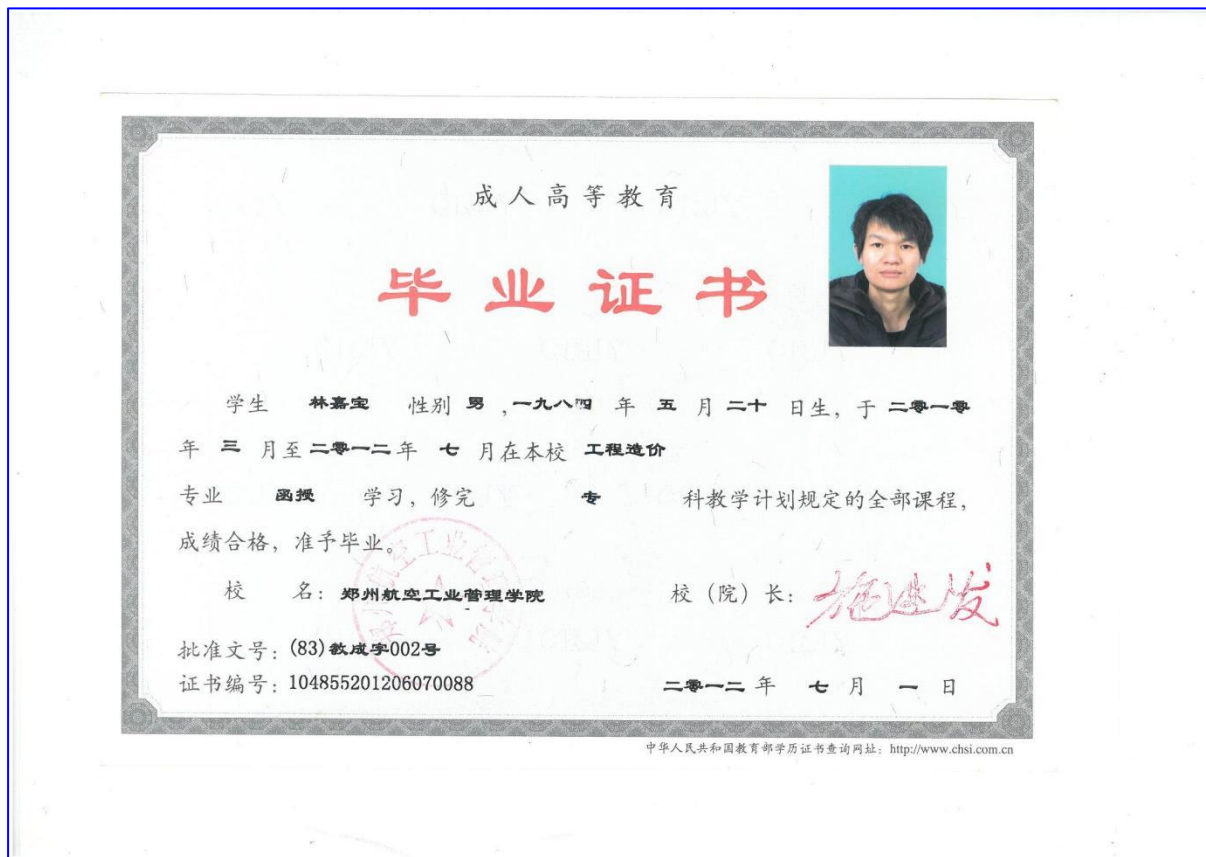 成人高等教育
毕业证书
学生 林嘉宝 性别 男 ,一九八四 年 五 月 二十 日生, 于 二零一零
年 三 月至 二零一二 年 七 月在本校 工程造价
专业 函授 学习, 修完 专 科教学计划规定的全部课程,
成绩合格, 准予毕业。
校 名: 郑州航空工业管理学院 校 (院) 长:
批准文号: (83)教成字002号
证书编号: 104855201206070088 二零一二 年 七 月 一 日
中华人民共和国教育部学历证书查询网址: http://www.chsi.com.cn